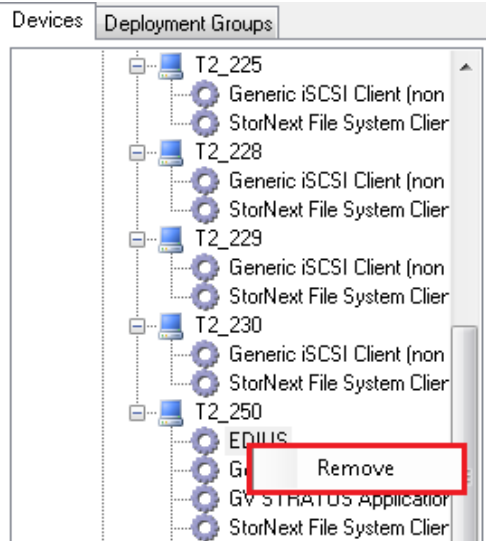 Devices
Deployment Groups
T2_225
Generic iSCSI Client (non
StorNext File System Clier
T2_228
Generic iSCSI Client (non
StorNext File System Clier
T2_229
Generic iSCSI Client (non
StorNext File System Clier
T2_230
Generic iSCSI Client (non
StorNext File System Clier
T2_250
EDIUS
Remove
GV STRATUS Application
StorNext File System Clier